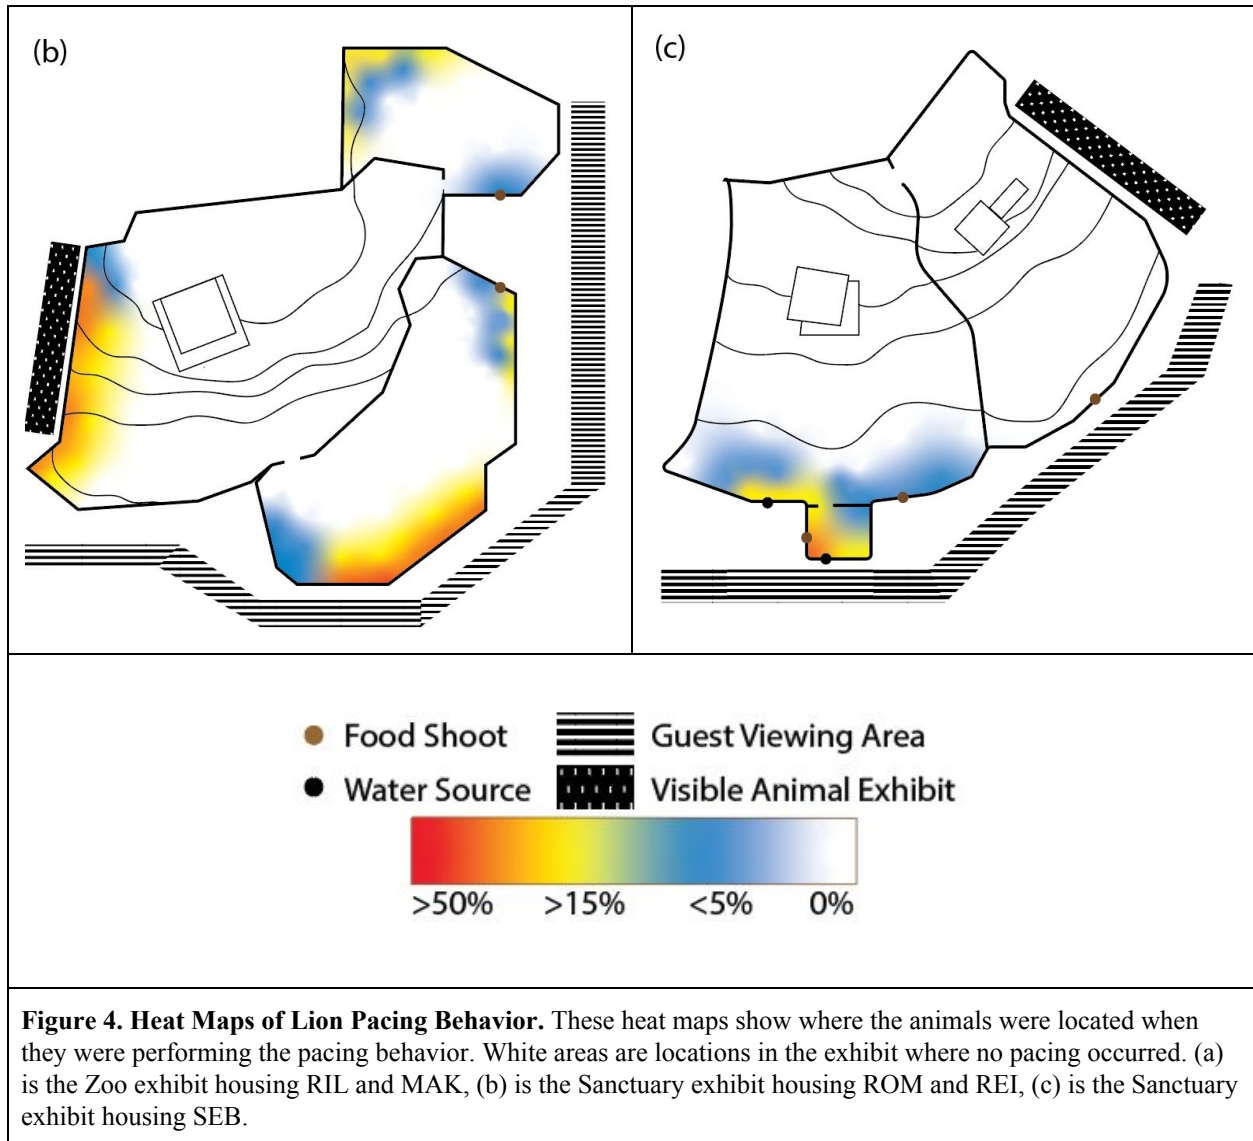 (b)
(c)
Food Shoot
Guest Viewing Area
Water Source
Visible Animal Exhibit
>50% >15% <5% 0%
Figure 4. Heat Maps of Lion Pacing Behavior. These heat maps show where the animals were located when
they were performing the pacing behavior. White areas are locations in the exhibit where no pacing occurred. (a)
is the Zoo exhibit housing RIL and MAK, (b) is the Sanctuary exhibit housing ROM and REI, (c) is the Sanctuary
exhibit housing SEB.